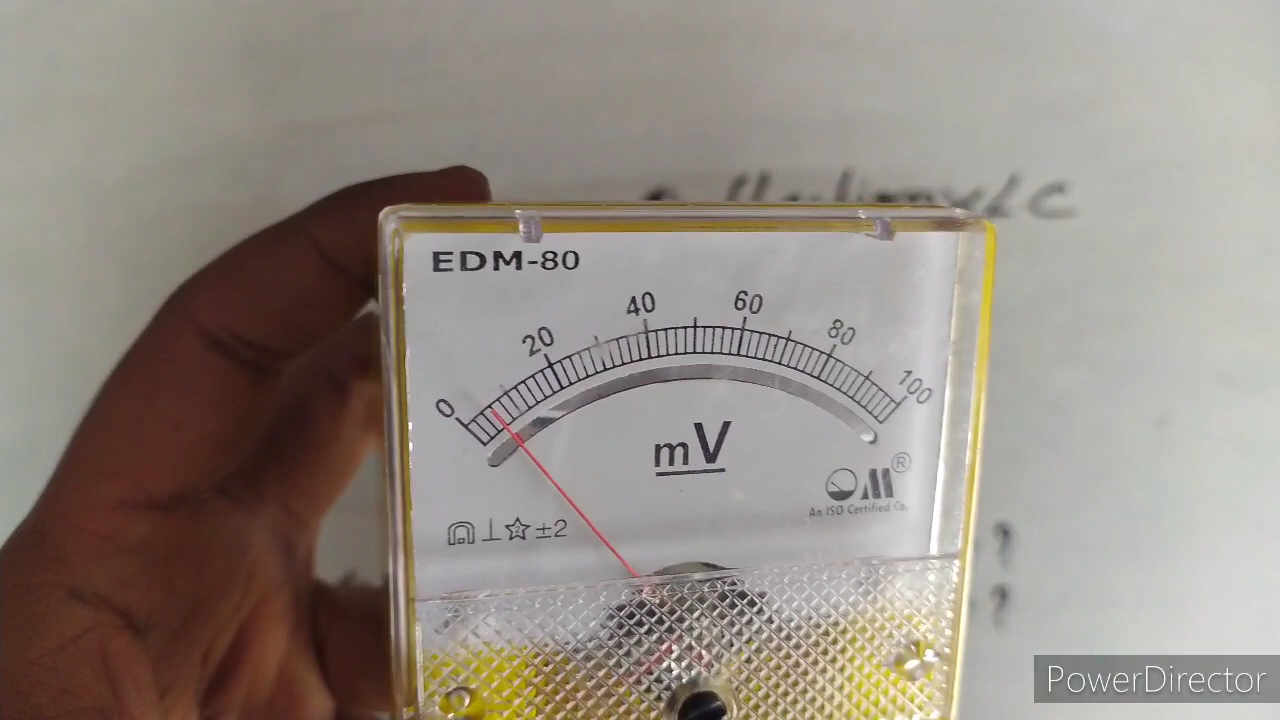 EDM-80
0 20 40 60 80 100
mV
®
An ISO Certified Co.
±2
?
?
PowerDirector